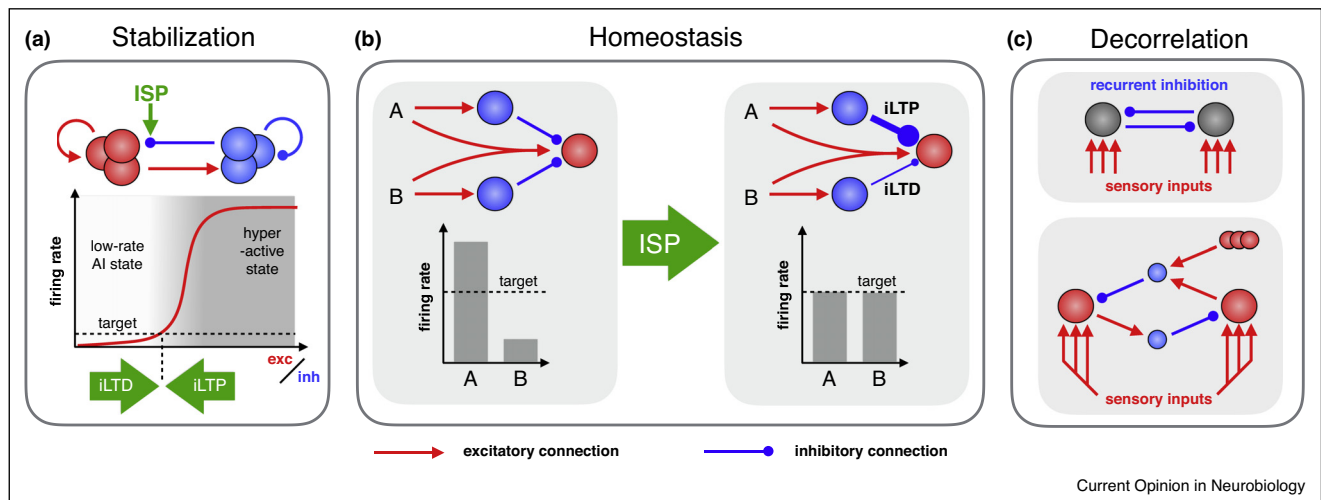 (a) Stabilization
ISP
firing rate
low-rate
AI state
hyper
-active
state
target
exc
/
inh
iLTD
iLTP
(b) Homeostasis
A
B
firing rate
target
A B
ISP
A
B
iLTP
iLTD
firing rate
target
A B
(c) Decorrelation
recurrent inhibition
sensory inputs
sensory inputs
excitatory connection
inhibitory connection
Current Opinion in Neurobiology